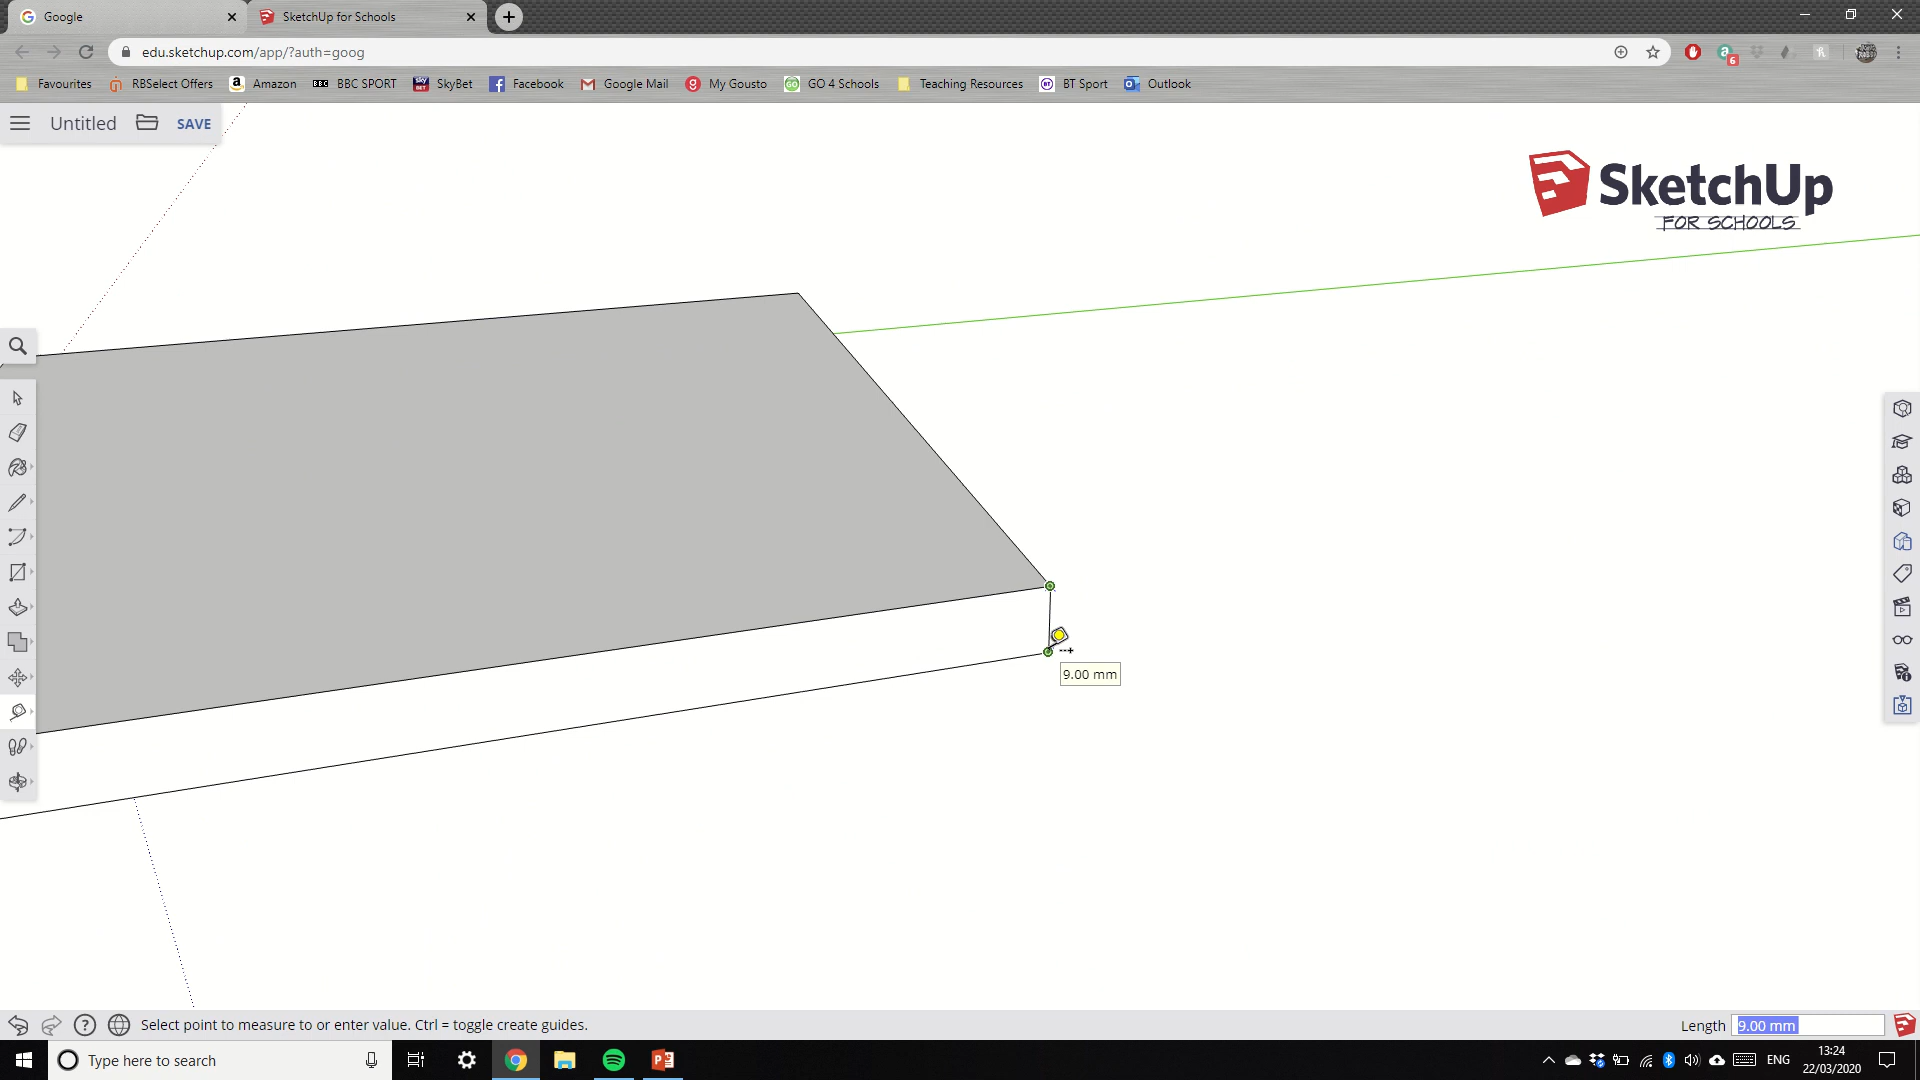 Google
SketchUp for Schools
edu.sketchup.com/app/?auth=goog
6
Favourites RBSelect Offers Amazon BBC SPORT SkyBet Facebook Google Mail My Gousto GO 4 Schools Teaching Resources BT Sport Outlook
Untitled SAVE
SketchUp
FOR SCHOOLS
9.00 mm
Select point to measure to or enter value. Ctrl = toggle create guides.
Length 9.00 mm
Type here to search
ENG
13:24
22/03/2020